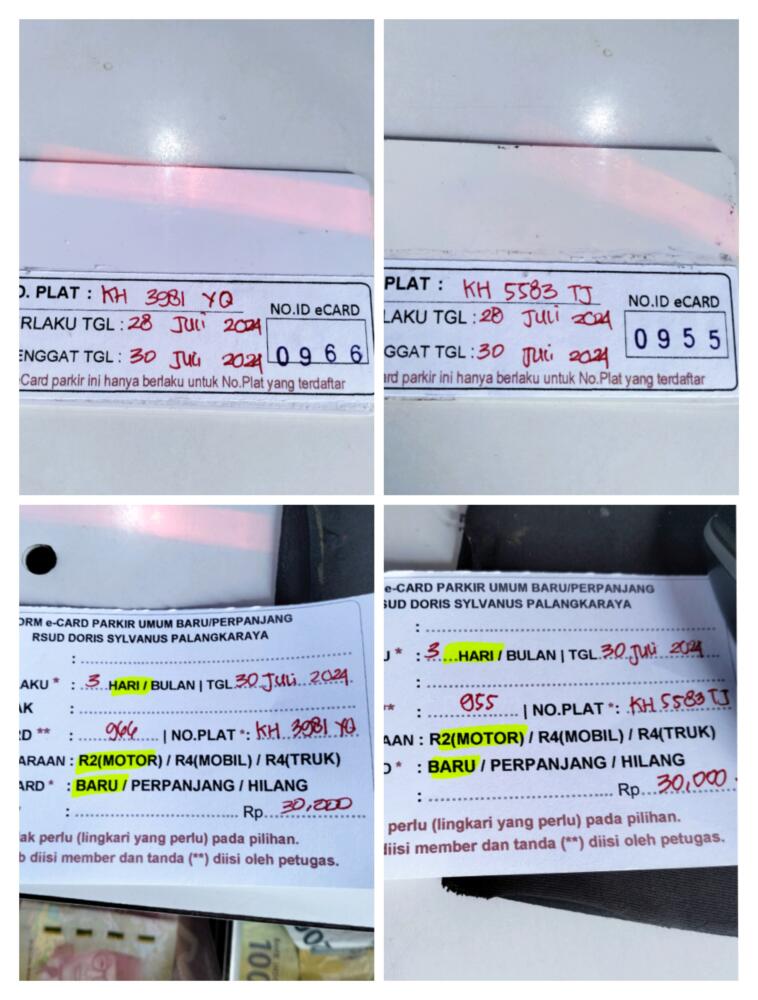 O. PLAT : KH 3981 YQ
NO.ID eCARD
RLAKU TGL : 28 JULI 2024
ENGGAT TGL : 30 JULI 2024
0966
Card parkir ini hanya berlaku untuk No.Plat yang terdaftar
PLAT : KH 5583 TJ
NO.ID eCARD
LAKU TGL : 28 JULI 2024
GGAT TGL : 30 JULI 2024
0955
rd parkir ini hanya berlaku untuk No.Plat yang terdaftar
ORM e-CARD PARKIR UMUM BARU/PERPANJANG
RSUD DORIS SYLVANUS PALANGKARAYA
:
AKU * : 3 HARI / BULAN | TGL 30 JULI 2024
AK :
D ** : 966 | NO.PLAT *: KH 3981 YQ
ARAAN : R2(MOTOR) / R4(MOBIL) / R4(TRUK)
ARD * : BARU / PERPANJANG / HILANG
* : Rp 30,000
ak perlu (lingkari yang perlu) pada pilihan.
b diisi member dan tanda (**) diisi oleh petugas.
100
e-CARD PARKIR UMUM BARU/PERPANJANG
SUD DORIS SYLVANUS PALANGKARAYA
:
J * : 3 HARI / BULAN | TGL 30 JULI 2024
:
** : 955 | NO.PLAT *: KH 5583 TJ
AAN : R2(MOTOR) / R4(MOBIL) / R4(TRUK)
D * : BARU / PERPANJANG / HILANG
: Rp 30,000
perlu (lingkari yang perlu) pada pilihan.
diisi member dan tanda (**) diisi oleh petugas.